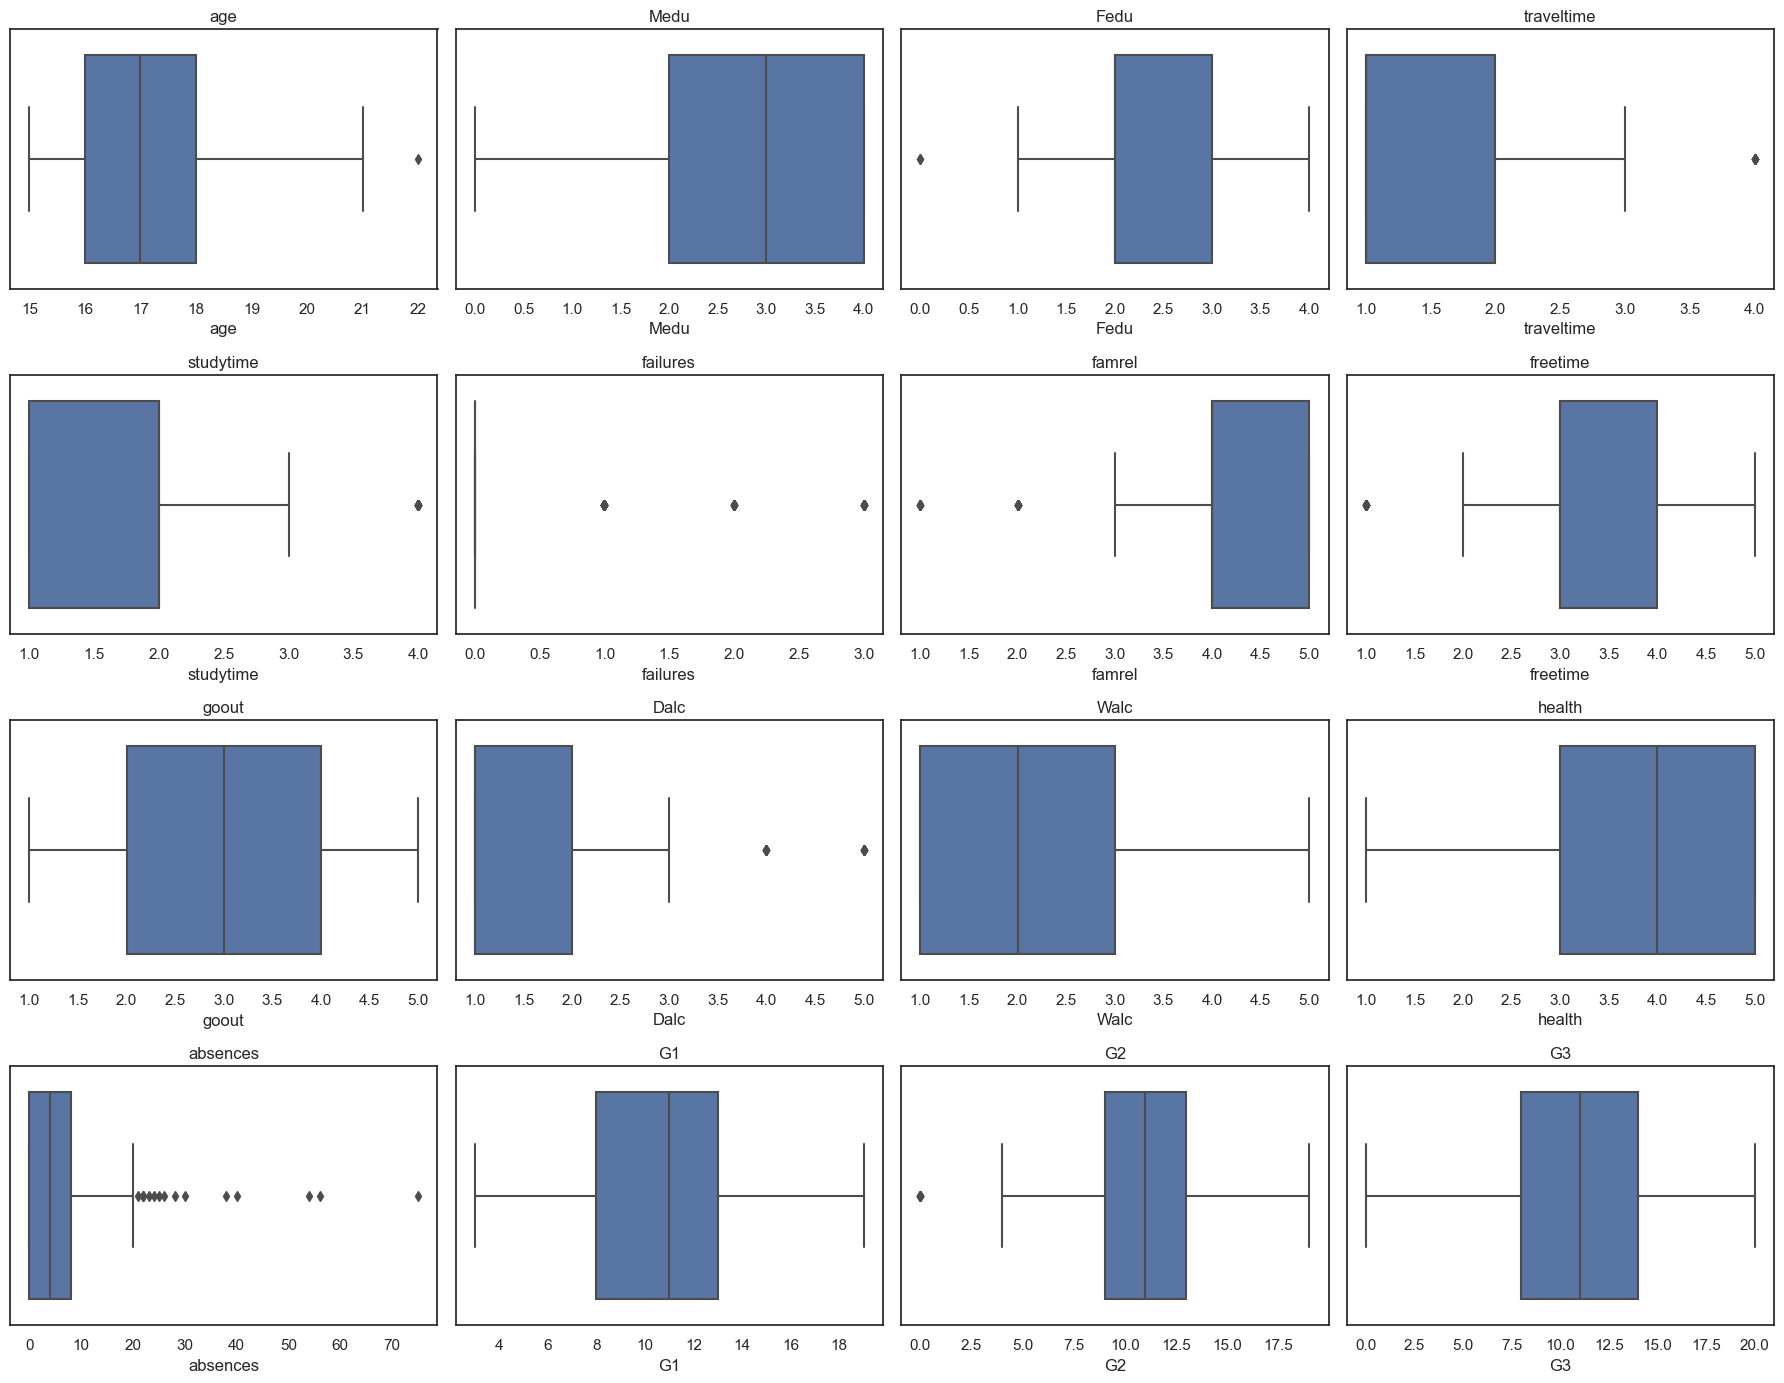 age Medu Fedu traveltime
15 16 17 18 19 20 21 22 0.0 0.5 1.0 1.5 2.0 2.5 3.0 3.5 4.0 0.0 0.5 1.0 1.5 2.0 2.5 3.0 3.5 4.0 1.0 1.5 2.0 2.5 3.0 3.5 4.0
age Medu Fedu traveltime
studytime failures famrel freetime
1.0 1.5 2.0 2.5 3.0 3.5 4.0 0.0 0.5 1.0 1.5 2.0 2.5 3.0 1.0 1.5 2.0 2.5 3.0 3.5 4.0 4.5 5.0 1.0 1.5 2.0 2.5 3.0 3.5 4.0 4.5 5.0
studytime failures famrel freetime
goout Dalc Walc health
1.0 1.5 2.0 2.5 3.0 3.5 4.0 4.5 5.0 1.0 1.5 2.0 2.5 3.0 3.5 4.0 4.5 5.0 1.0 1.5 2.0 2.5 3.0 3.5 4.0 4.5 5.0 1.0 1.5 2.0 2.5 3.0 3.5 4.0 4.5 5.0
goout Dalc Walc health
absences G1 G2 G3
0 10 20 30 40 50 60 70 4 6 8 10 12 14 16 18 0.0 2.5 5.0 7.5 10.0 12.5 15.0 17.5 0.0 2.5 5.0 7.5 10.0 12.5 15.0 17.5 20.0
absences G1 G2 G3